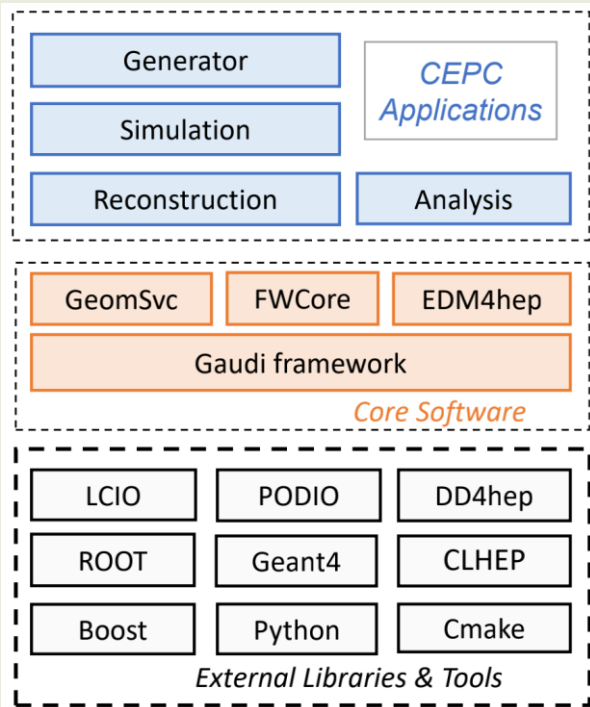 Generator
CEPC
Applications
Simulation
Reconstruction
Analysis
GeomSvc
FWCore
EDM4hep
Gaudi framework
Core Software
LCIO
PODIO
DD4hep
ROOT
Geant4
CLHEP
Boost
Python
Cmake
External Libraries & Tools